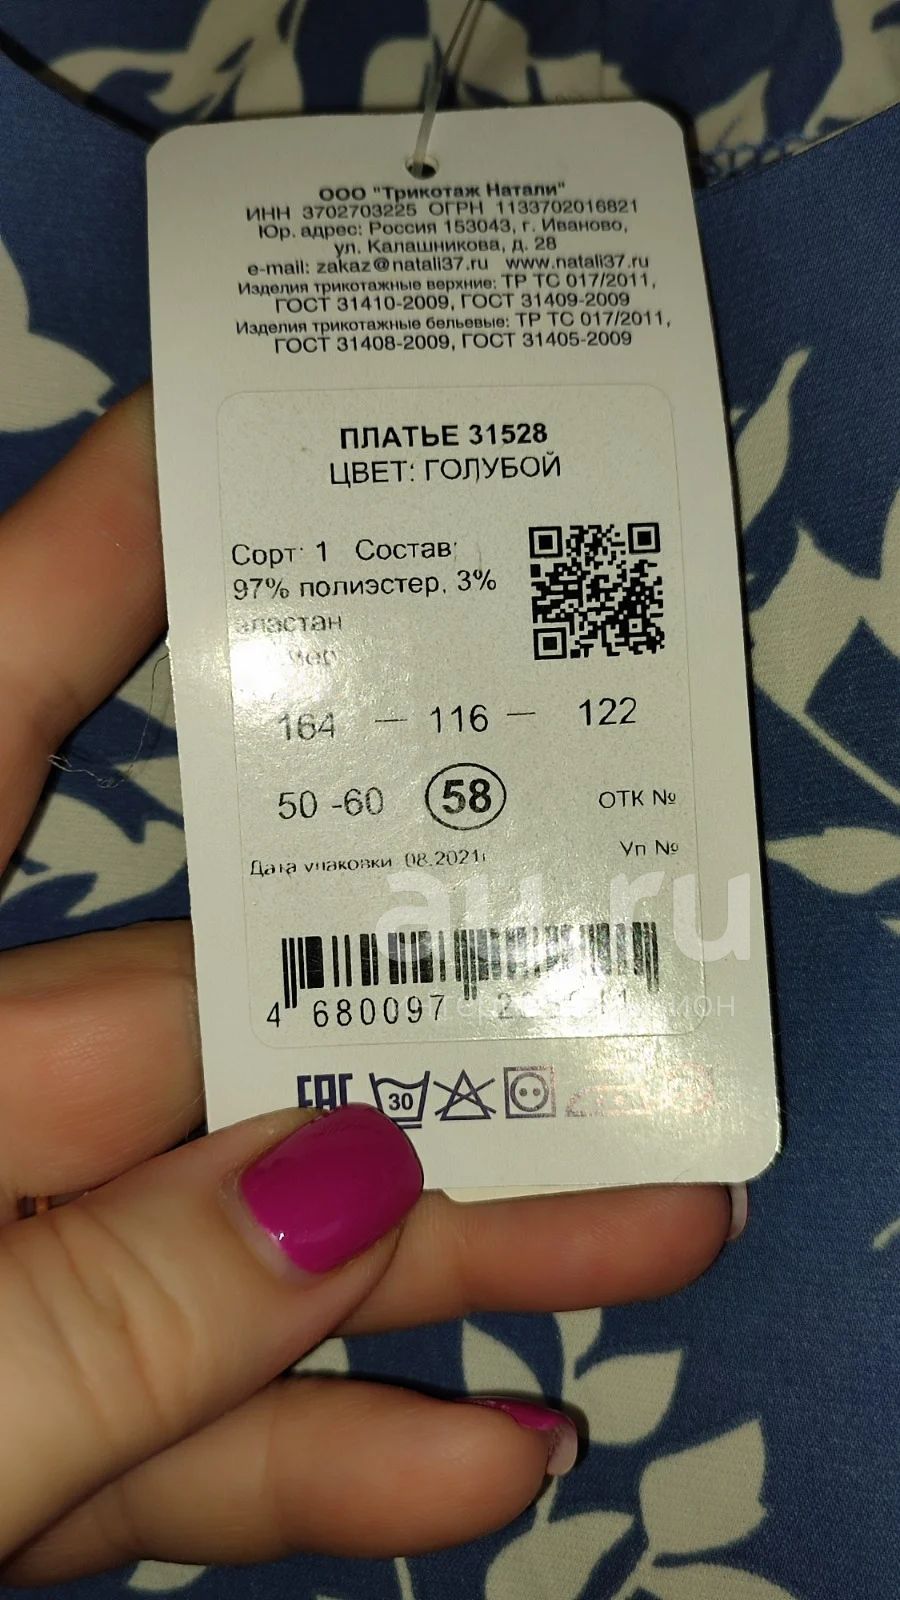 ООО "Трикотаж Натали"
ИНН 3702703225 ОГРН 1133702016821
Юр. адрес: Россия 153043, г. Иваново,
ул. Калашникова, д. 28
e-mail: zakaz@natali37.ru www.natali37.ru
Изделия трикотажные верхние: ТР ТС 017/2011,
ГОСТ 31410-2009, ГОСТ 31409-2009
Изделия трикотажные бельевые: ТР ТС 017/2011,
ГОСТ 31408-2009, ГОСТ 31405-2009
ПЛАТЬЕ 31528
ЦВЕТ: ГОЛУБОЙ
Сорт: 1 Состав:
97% полиэстер, 3%
эластан
164 — 116 — 122
50 -60 58 ОТК №
Дата упаковки 08.2021г Уп №
au.ru
4 680097
EAC 30